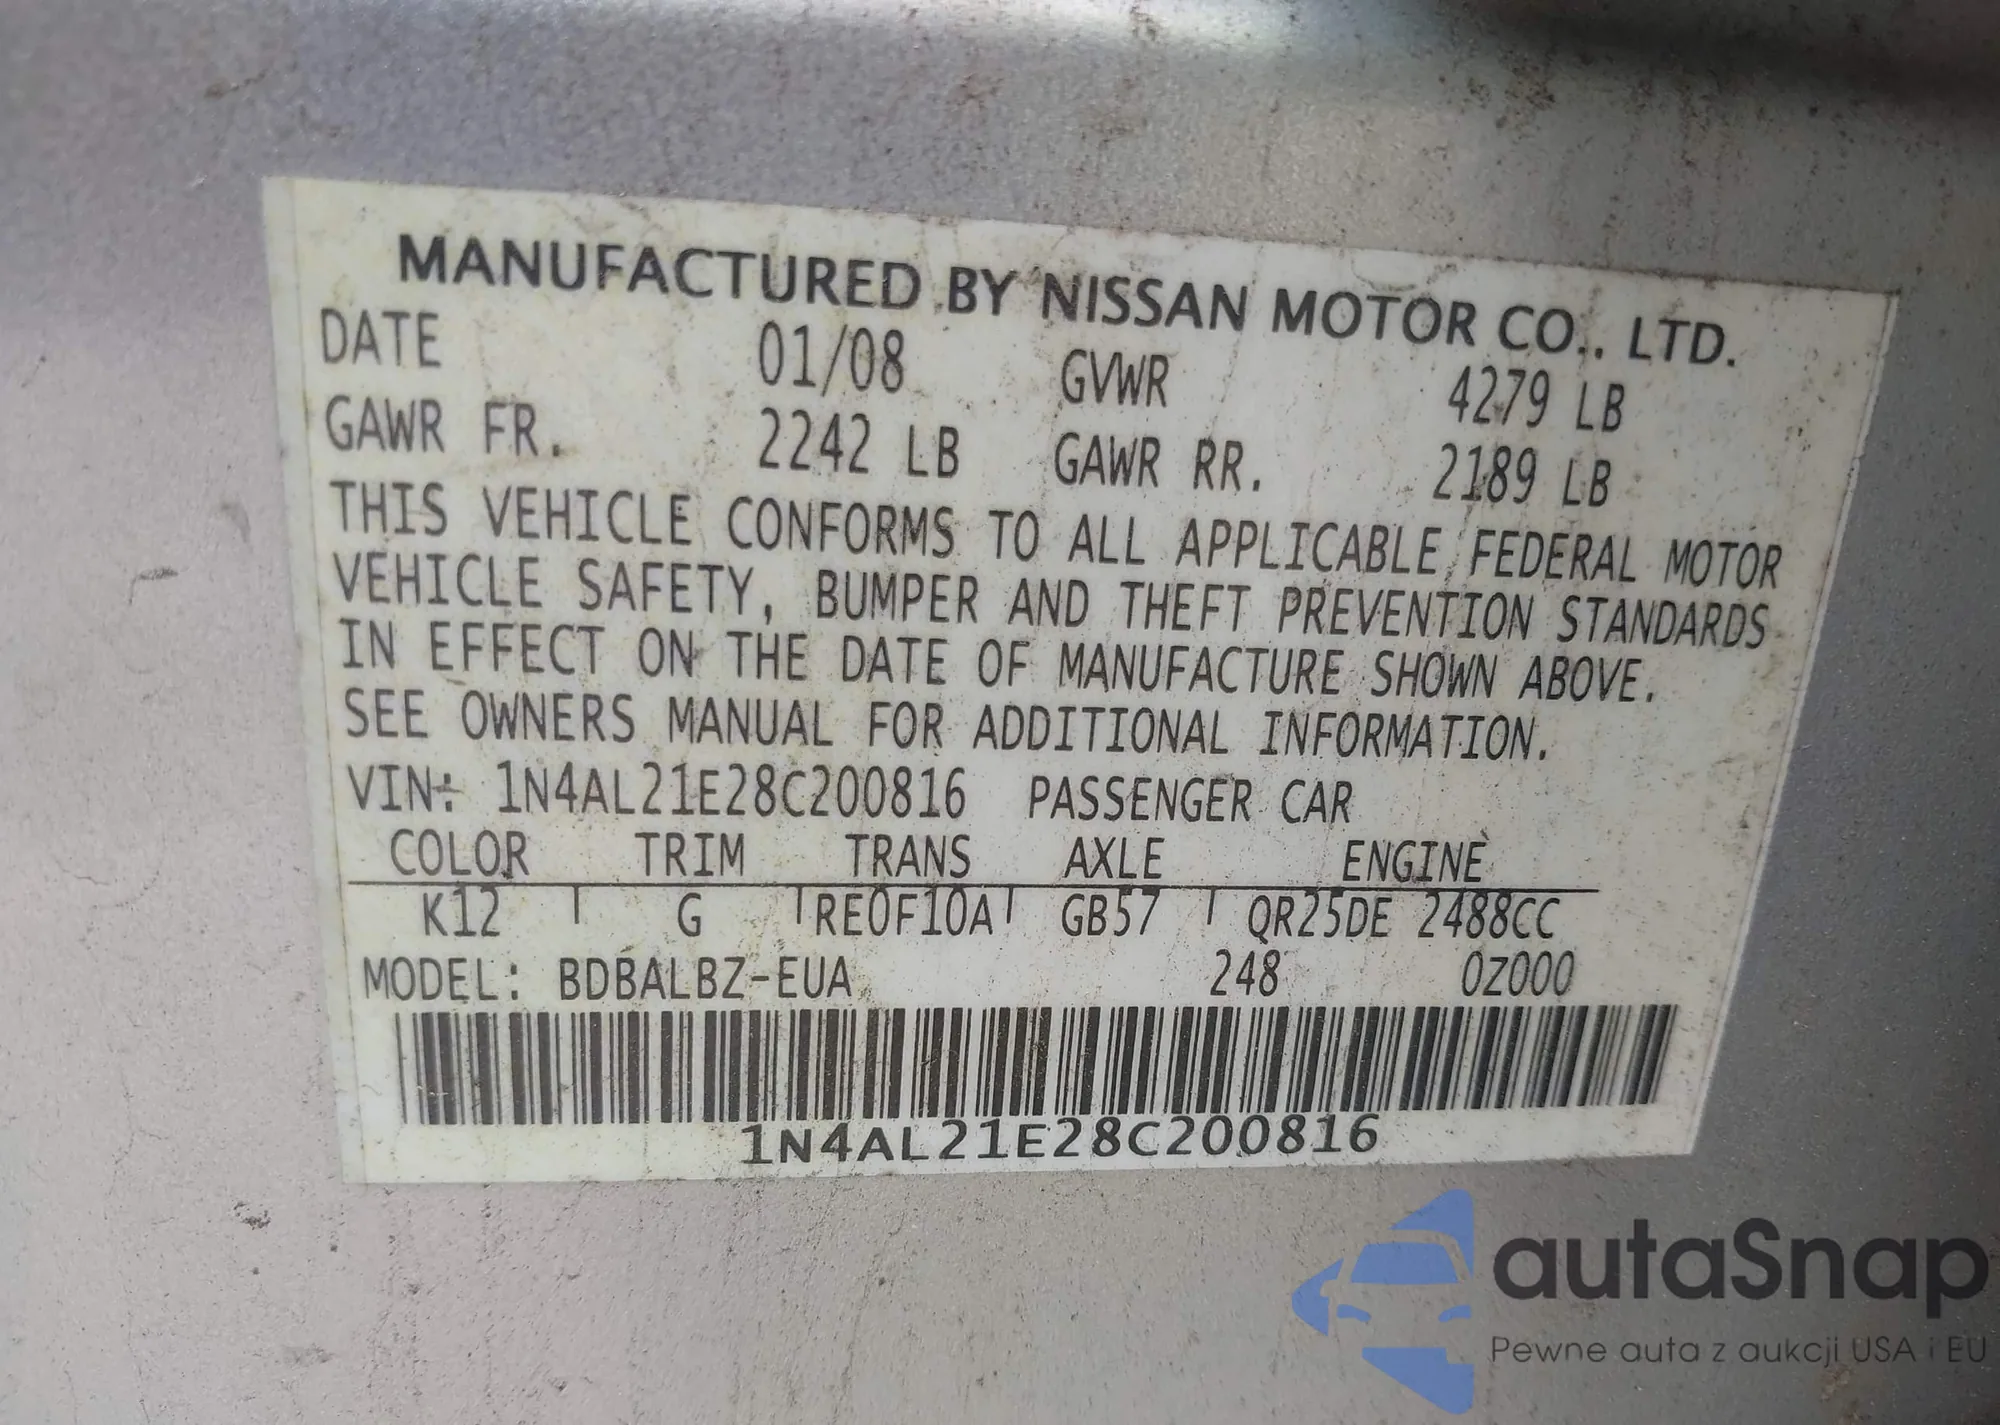 MANUFACTURED BY NISSAN MOTOR CO., LTD.
DATE 01/08 GVWR 4279 LB
GAWR FR. 2242 LB GAWR RR. 2189 LB
THIS VEHICLE CONFORMS TO ALL APPLICABLE FEDERAL MOTOR
VEHICLE SAFETY, BUMPER AND THEFT PREVENTION STANDARDS
IN EFFECT ON THE DATE OF MANUFACTURE SHOWN ABOVE.
SEE OWNERS MANUAL FOR ADDITIONAL INFORMATION.
VIN: 1N4AL21E28C200816 PASSENGER CAR
COLOR TRIM TRANS AXLE ENGINE
K12 G RE0F10A GB57 QR25DE 2488CC
MODEL: BDBALBZ-EUA 248 0Z000
1N4AL21E28C200816
autaSnap
Pewne auta z aukcji USA i EU